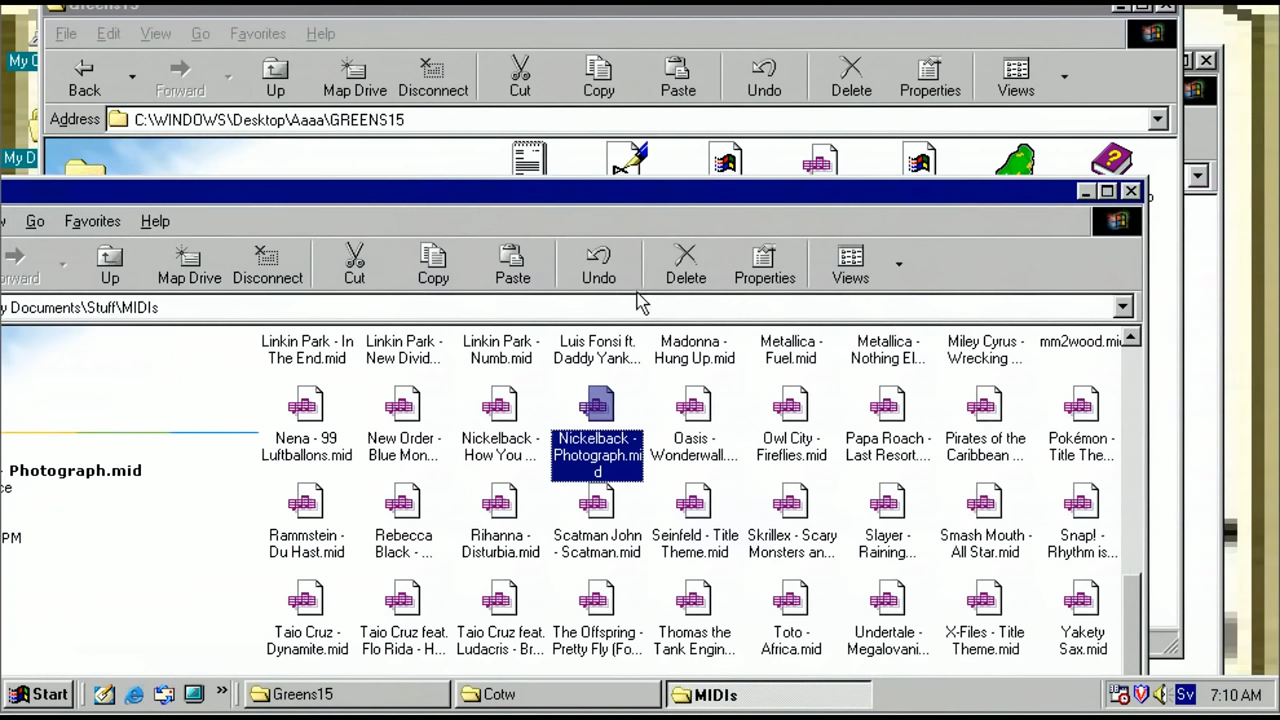 Greens15
File Edit View Go Favorites Help
Back Forward Up Map Drive Disconnect Cut Copy Paste Undo Delete Properties Views
Address C:\WINDOWS\Desktop\Aaaa\GREENS15
My C
My D
w Go Favorites Help
orward Up Map Drive Disconnect Cut Copy Paste Undo Delete Properties Views
y Documents\Stuff\MIDIs
Linkin Park - In The End.mid
Linkin Park - New Divid...
Linkin Park - Numb.mid
Luis Fonsi ft. Daddy Yank...
Madonna - Hung Up.mid
Metallica - Fuel.mid
Metallica - Nothing El...
Miley Cyrus - Wrecking ...
mm2wood.mi
Nena - 99 Luftballons.mid
New Order - Blue Mon...
Nickelback - How You ...
Nickelback - Photograph.mid
Oasis - Wonderwall....
Owl City - Fireflies.mid
Papa Roach - Last Resort.
Pirates of the Caribbean ...
Pokémon - Title The...
- Photograph.mid
ce
PM
Rammstein - Du Hast.mid
Rebecca Black - ...
Rihanna - Disturbia.mid
Scatman John - Scatman.mid
Seinfeld - Title Theme.mid
Skrillex - Scary Monsters an...
Slayer - Raining...
Smash Mouth - All Star.mid
Snap! - Rhythm is...
Taio Cruz - Dynamite.mid
Taio Cruz feat. Flo Rida - H...
Taio Cruz feat. Ludacris - Br...
The Offspring - Pretty Fly (Fo...
Thomas the Tank Engin...
Toto - Africa.mid
Undertale - Megalovani...
X-Files - Title Theme.mid
Yakety Sax.mid
Start » Greens15 Cotw MIDIs Sv 7:10 AM